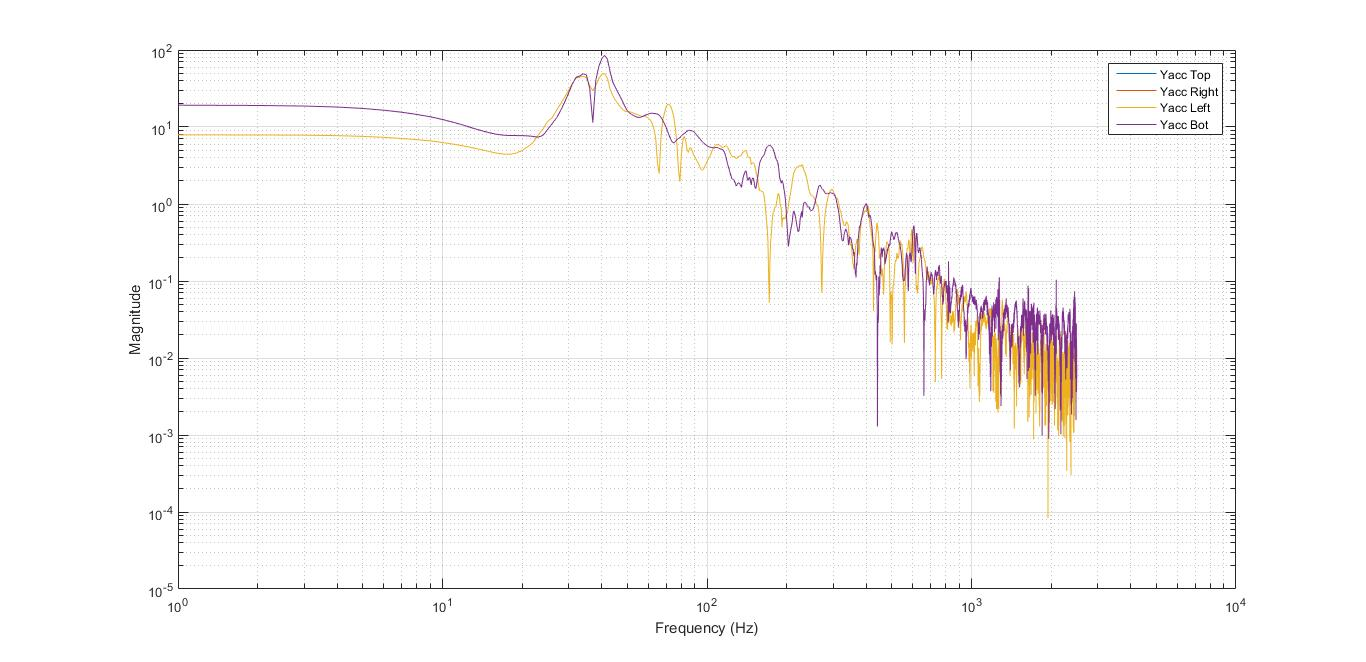 10^2
10^1
10^0
10^-1
10^-2
10^-3
10^-4
10^-5
Magnitude
10^0
10^1
10^2
10^3
10^4
Frequency (Hz)
Yacc Top
Yacc Right
Yacc Left
Yacc Bot